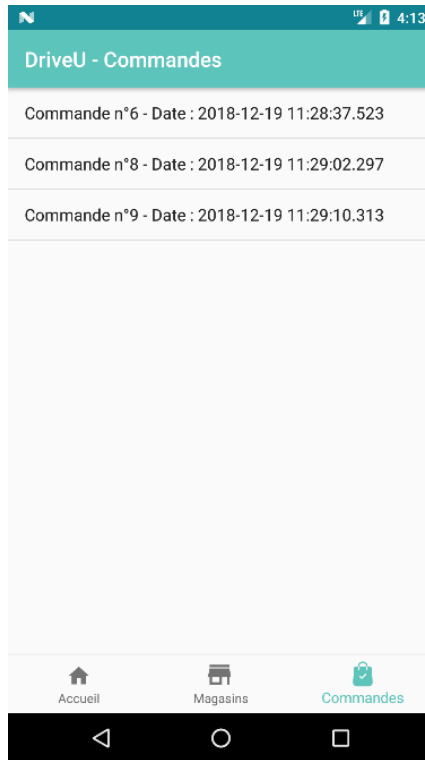 LTE 4:13
DriveU - Commandes
Commande n°6 - Date : 2018-12-19 11:28:37.523
Commande n°8 - Date : 2018-12-19 11:29:02.297
Commande n°9 - Date : 2018-12-19 11:29:10.313
Accueil Magasins Commandes